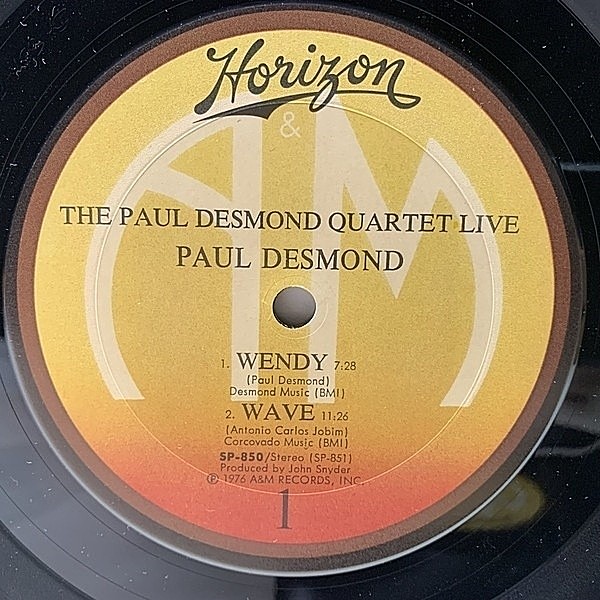 Horizon
&
AM
THE PAUL DESMOND QUARTET LIVE
PAUL DESMOND
1. WENDY 7:28
(Paul Desmond)
Desmond Music (BMI)
2. WAVE 11:26
(Antonio Carlos Jobim)
Corcovado Music (BMI)
SP-850/Stereo (SP-851)
Produced by John Snyder
℗ 1976 A&M RECORDS, INC.
1